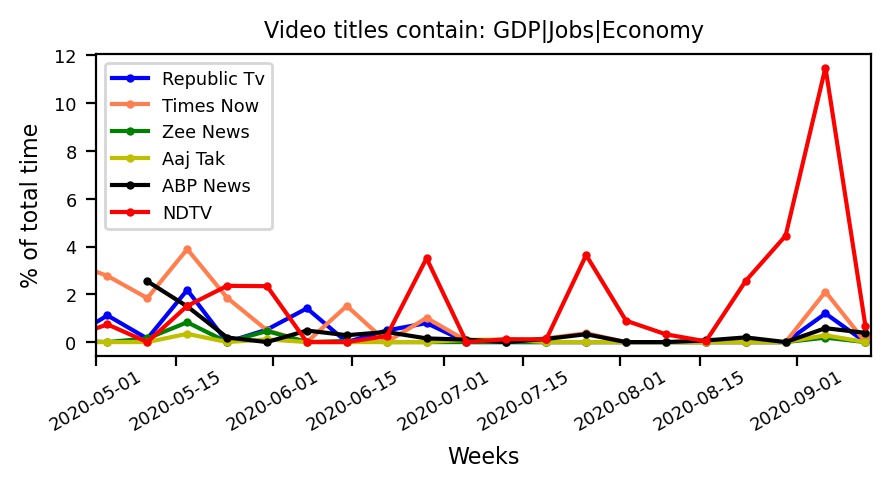 Video titles contain: GDP|Jobs|Economy
12
10
8
6
4
2
0
% of total time
Republic Tv
Times Now
Zee News
Aaj Tak
ABP News
NDTV
2020-05-01
2020-05-15
2020-06-01
2020-06-15
2020-07-01
2020-07-15
2020-08-01
2020-08-15
2020-09-01
Weeks